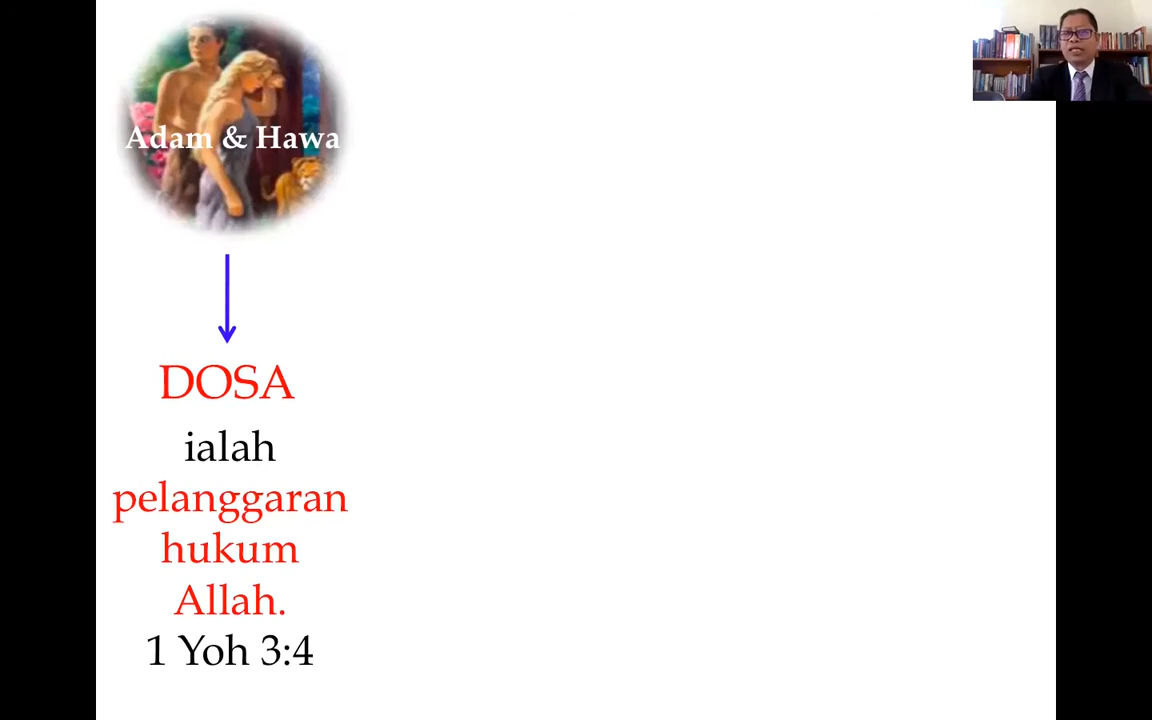 Adam & Hawa
DOSA
ialah
pelanggaran
hukum
Allah.
1 Yoh 3:4